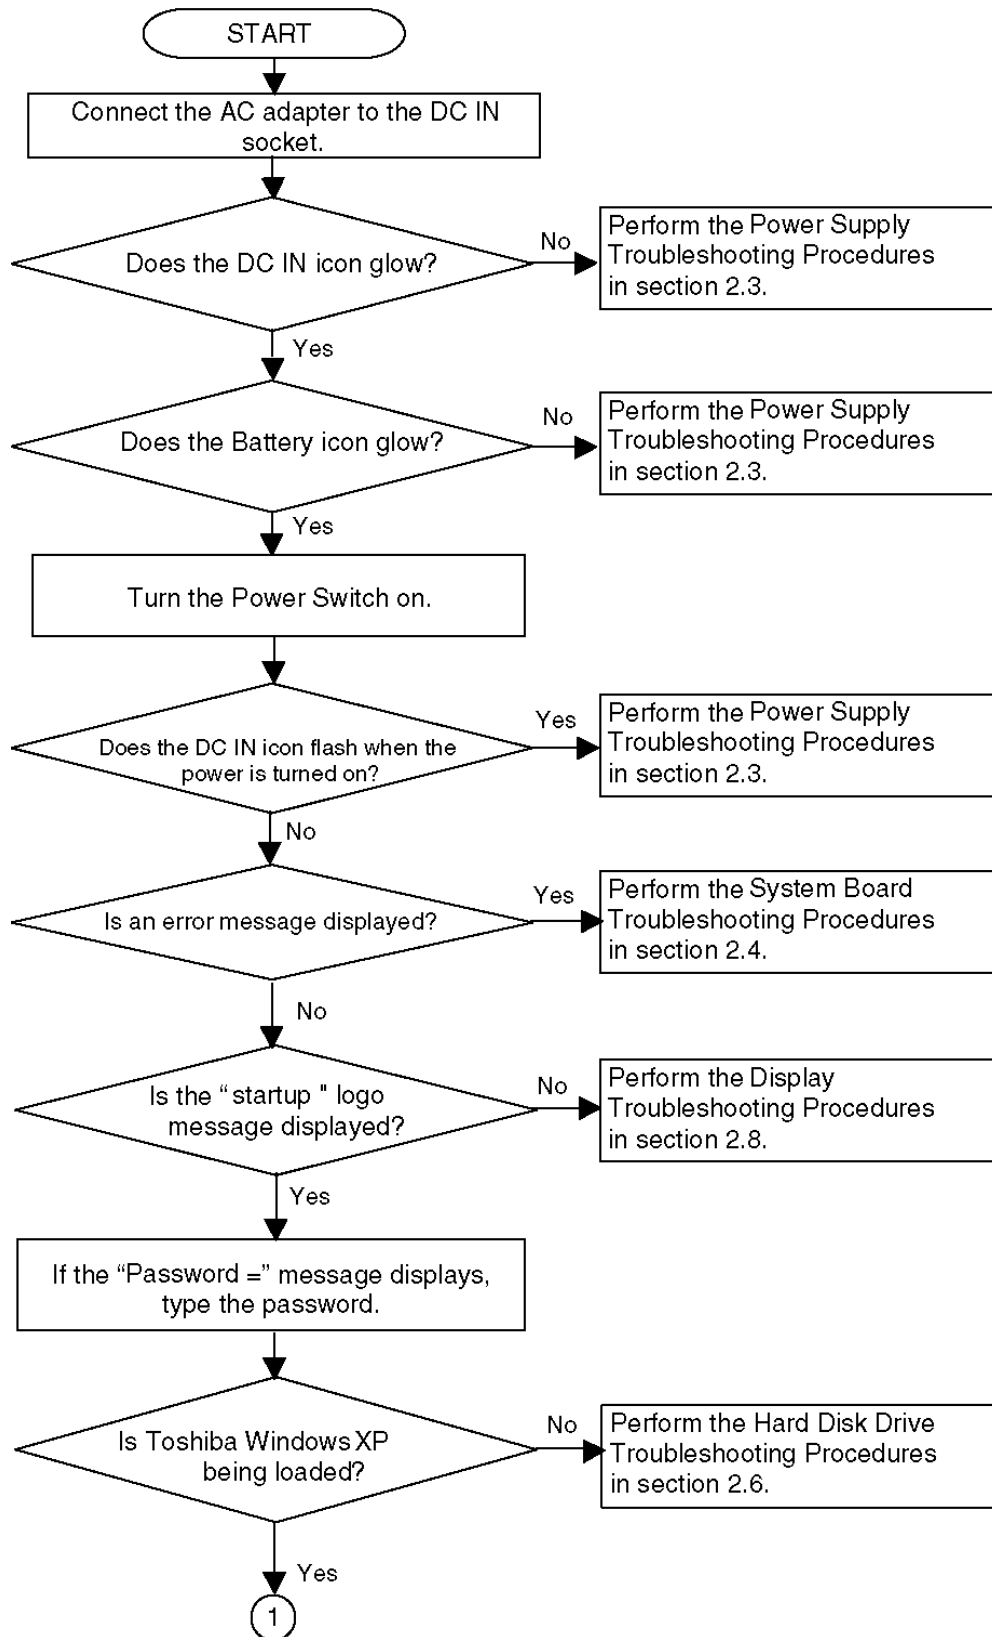 START
Connect the AC adapter to the DC IN
socket.
Does the DC IN icon glow?
No
Perform the Power Supply
Troubleshooting Procedures
in section 2.3.
Yes
Does the Battery icon glow?
No
Perform the Power Supply
Troubleshooting Procedures
in section 2.3.
Yes
Turn the Power Switch on.
Does the DC IN icon flash when the
power is turned on?
Yes
Perform the Power Supply
Troubleshooting Procedures
in section 2.3.
No
Is an error message displayed?
Yes
Perform the System Board
Troubleshooting Procedures
in section 2.4.
No
Is the “startup " logo
message displayed?
No
Perform the Display
Troubleshooting Procedures
in section 2.8.
Yes
If the “Password =” message displays,
type the password.
Is Toshiba Windows XP
being loaded?
No
Perform the Hard Disk Drive
Troubleshooting Procedures
in section 2.6.
Yes
1